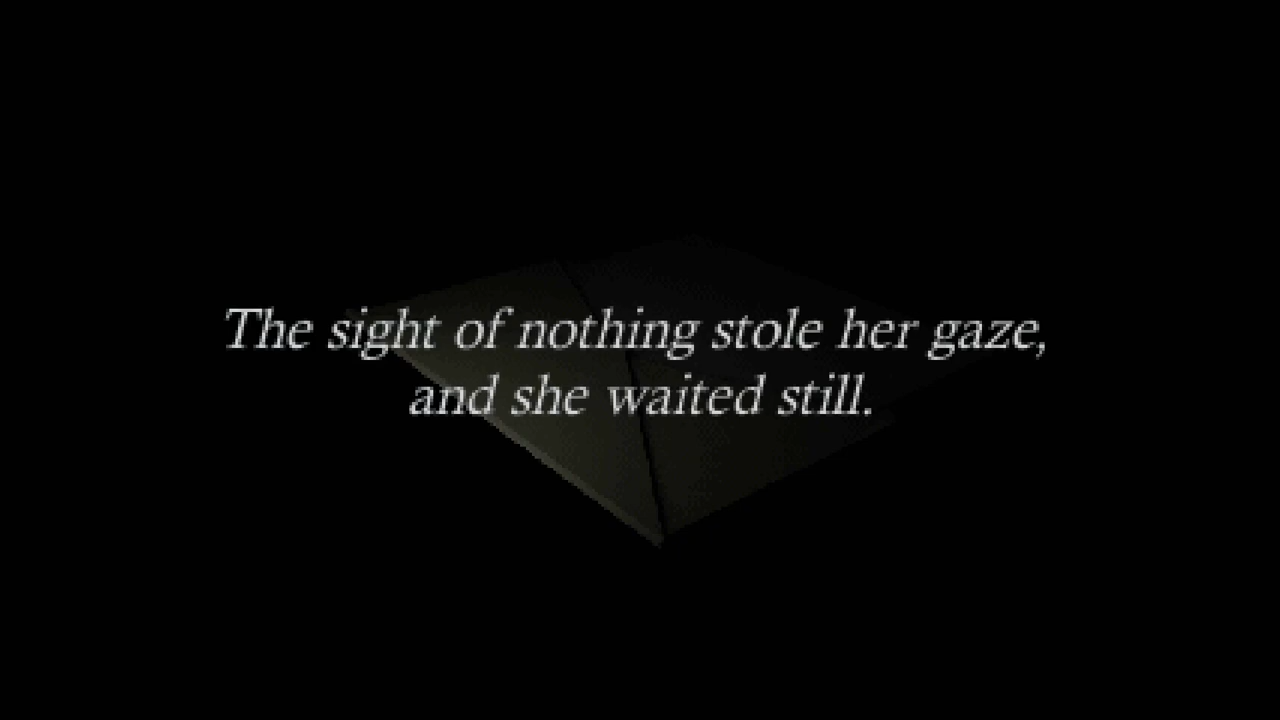 The sight of nothing stole her gaze,
and she waited still.